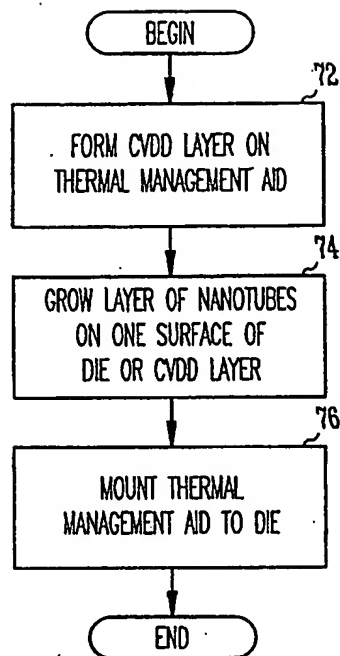 BEGIN
72
FORM CVDD LAYER ON
THERMAL MANAGEMENT AID
74
GROW LAYER OF NANOTUBES
ON ONE SURFACE OF
DIE OR CVDD LAYER
76
MOUNT THERMAL
MANAGEMENT AID TO DIE
END